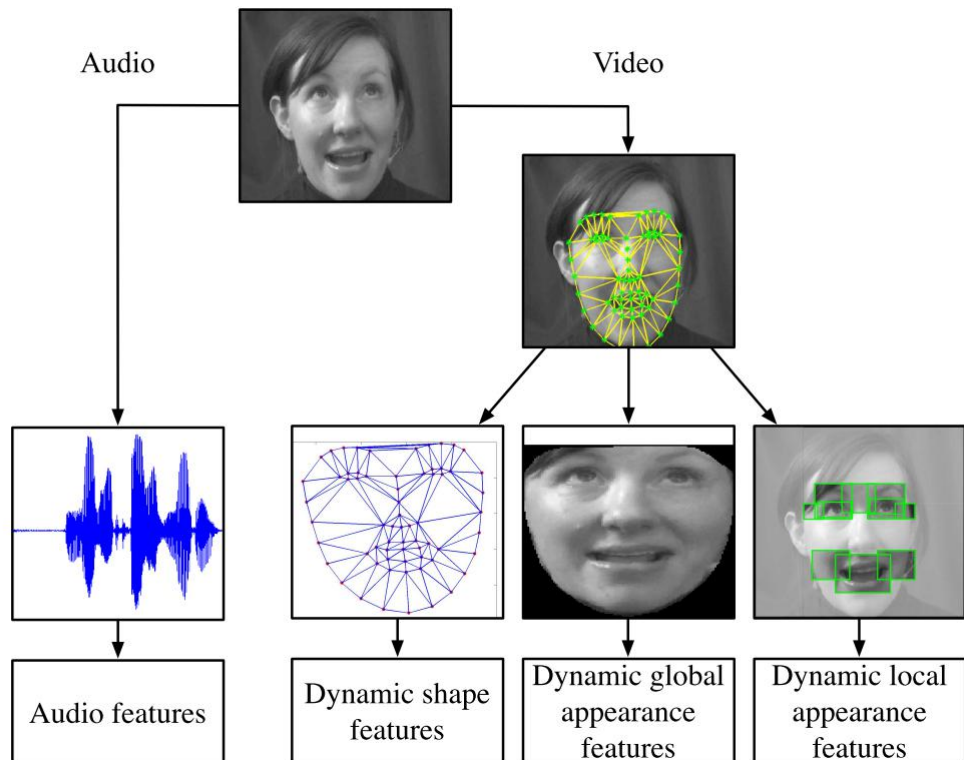 Audio
Video
Audio features
Dynamic shape
features
Dynamic global
appearance
features
Dynamic local
appearance
features